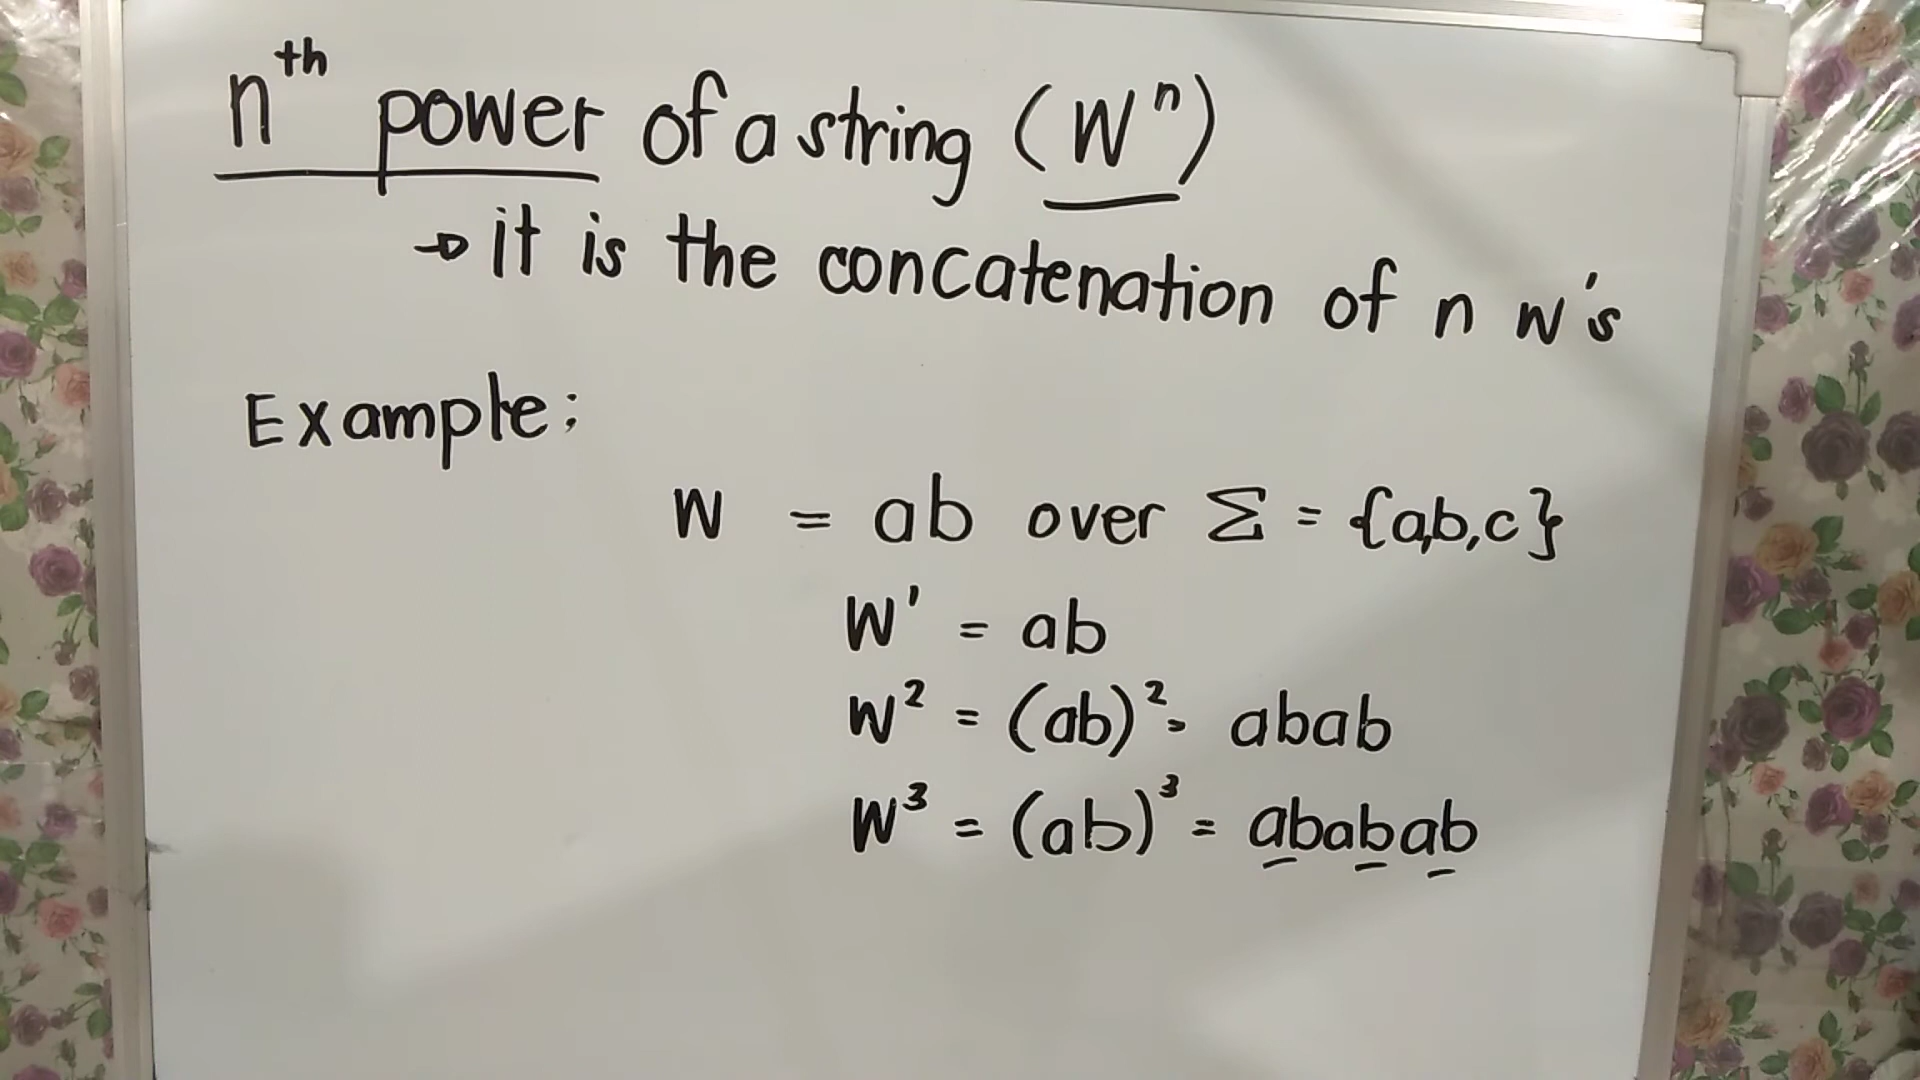 nᵗʰ power of a string (Wⁿ)
→ it is the concatenation of n w's
Example:
W = ab over Σ = {a,b,c}
W¹ = ab
W² = (ab)² = abab
W³ = (ab)³ = ababab